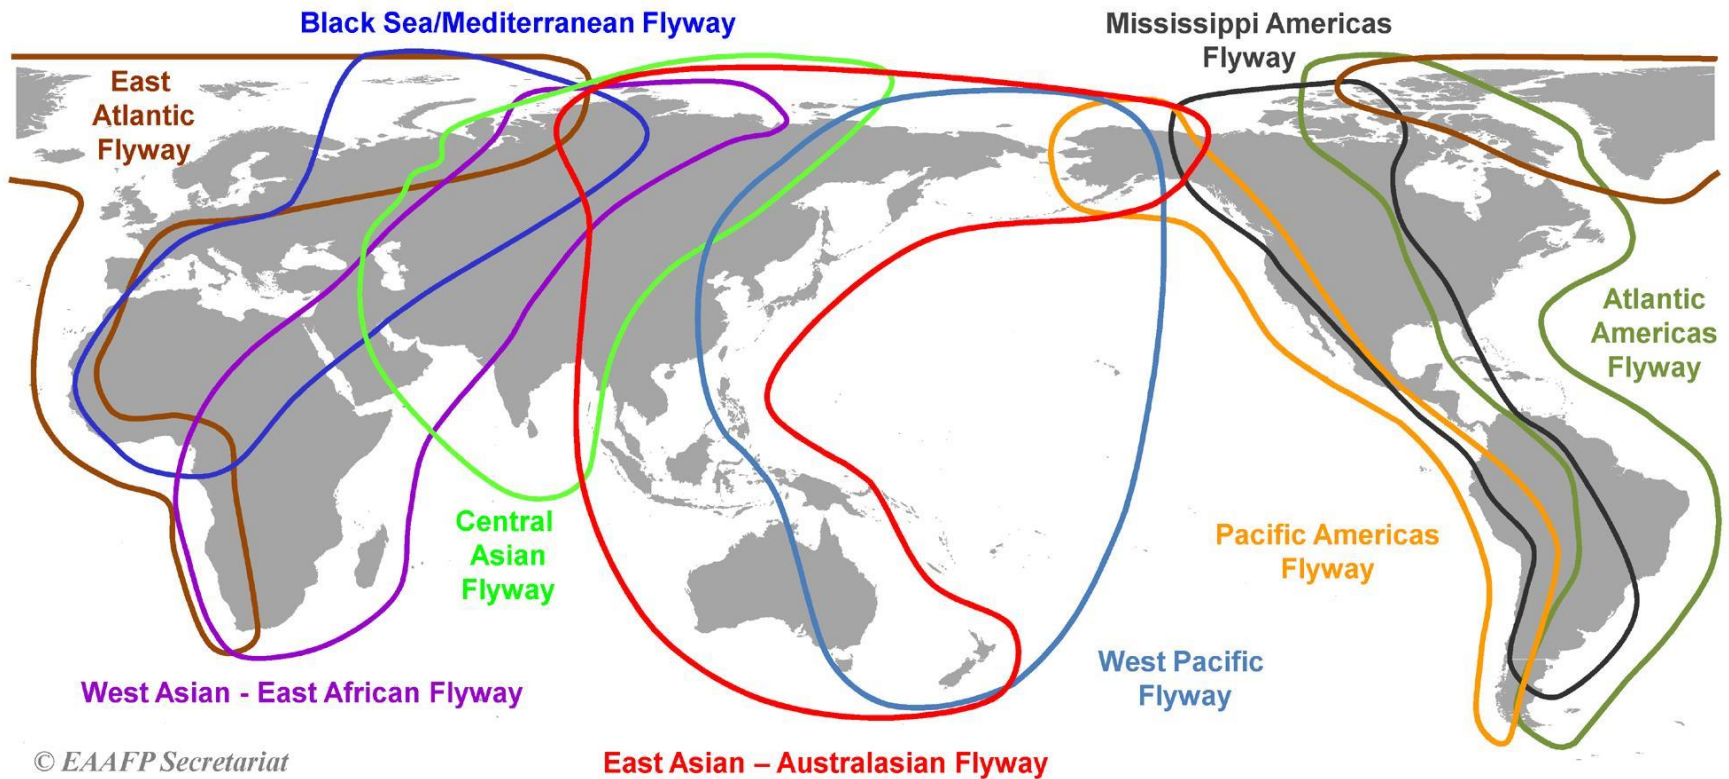 Black Sea/Mediterranean Flyway
Mississippi Americas
Flyway
East
Atlantic
Flyway
Atlantic
Americas
Flyway
Central
Asian
Flyway
Pacific Americas
Flyway
West Pacific
Flyway
West Asian - East African Flyway
East Asian – Australasian Flyway
© EAAFP Secretariat